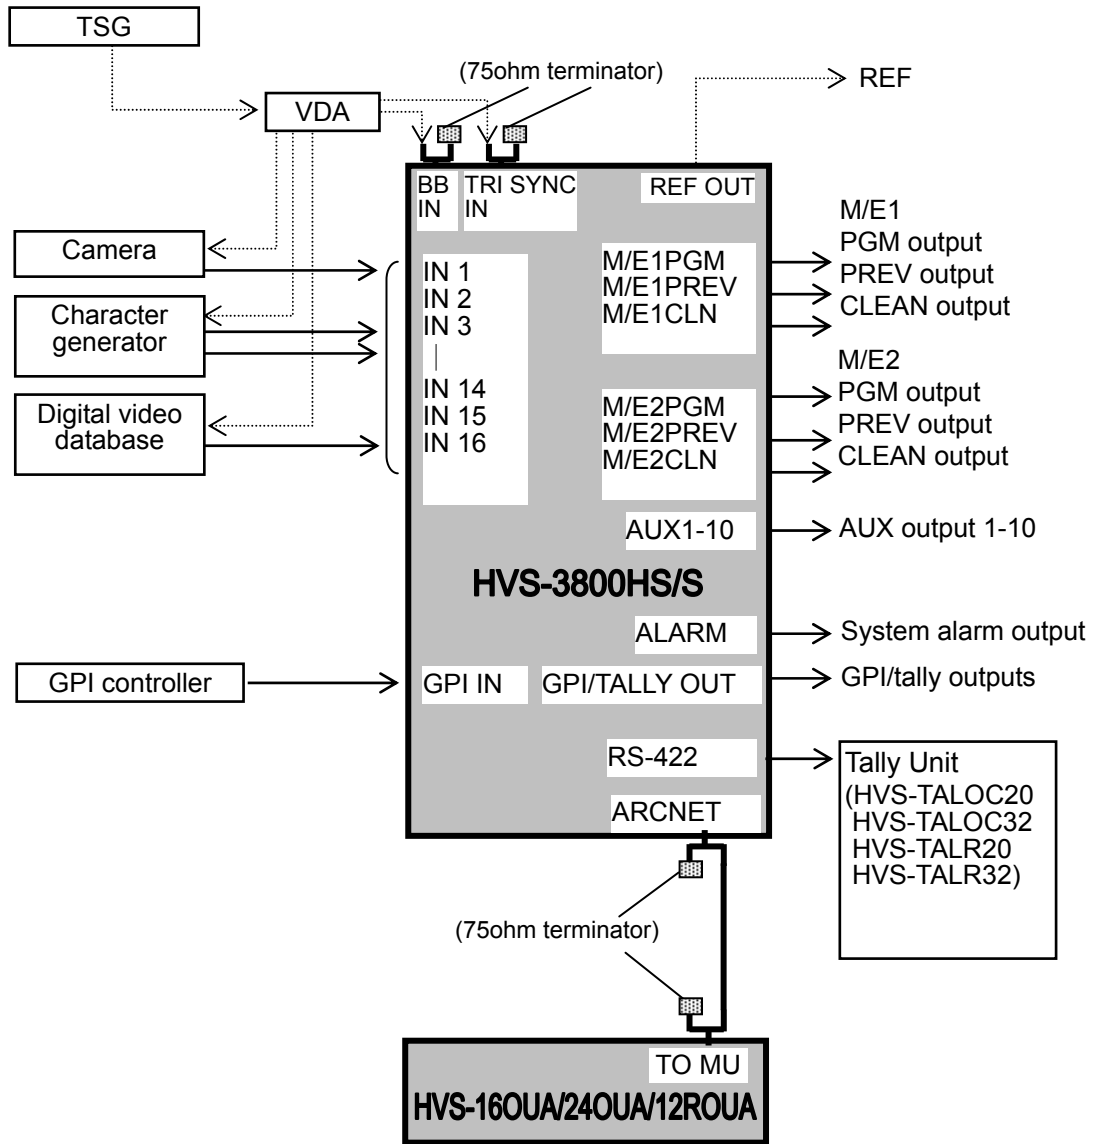 TSG
(75ohm terminator)
REF
VDA
BB
IN
TRI SYNC
IN
REF OUT
M/E1
PGM output
PREV output
CLEAN output
Camera
IN 1
IN 2
IN 3
M/E1PGM
M/E1PREV
M/E1CLN
Character
generator
M/E2
PGM output
PREV output
CLEAN output
IN 14
IN 15
IN 16
M/E2PGM
M/E2PREV
M/E2CLN
Digital video
database
AUX1-10
AUX output 1-10
HVS-3800HS/S
ALARM
System alarm output
GPI controller
GPI IN
GPI/TALLY OUT
GPI/tally outputs
RS-422
Tally Unit
(HVS-TALOC20
HVS-TALOC32
HVS-TALR20
HVS-TALR32)
ARCNET
(75ohm terminator)
TO MU
HVS-16OUA/24OUA/12ROUA